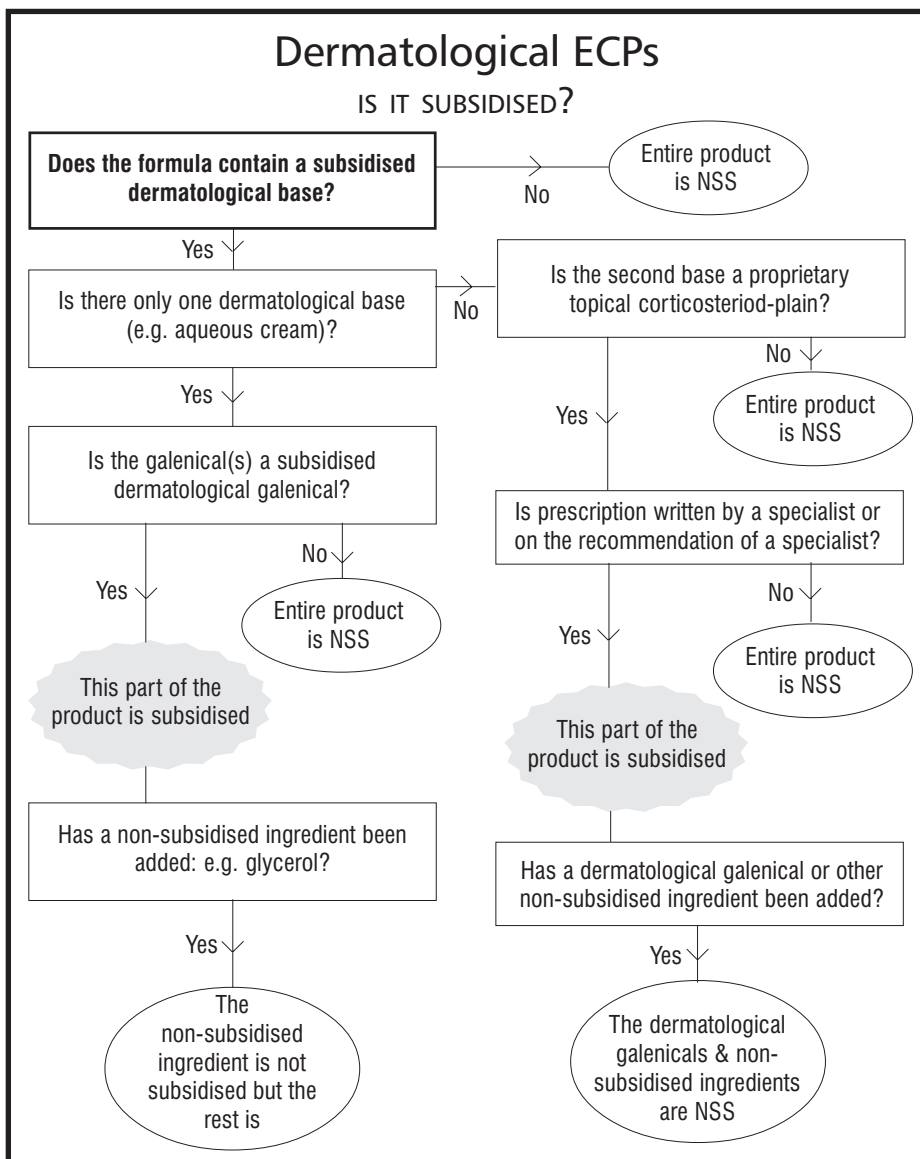 Dermatological ECPs
IS IT SUBSIDISED?
Does the formula contain a subsidised
dermatological base?
No
Entire product
is NSS
Yes
Is there only one dermatological base
(e.g. aqueous cream)?
No
Is the second base a proprietary
topical corticosteriod-plain?
No
Entire product
is NSS
Yes
Yes
Is the galenical(s) a subsidised
dermatological galenical?
Is prescription written by a specialist or
on the recommendation of a specialist?
No
Entire product
is NSS
Yes
No
Entire product
is NSS
Yes
This part of the
product is subsidised
This part of the
product is subsidised
Has a non-subsidised ingredient been
added: e.g. glycerol?
Has a dermatological galenical or other
non-subsidised ingredient been added?
Yes
Yes
The
non-subsidised
ingredient is not
subsidised but the
rest is
The dermatological
galenicals & non-
subsidised ingredients
are NSS